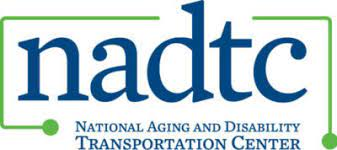 nadtc
NATIONAL AGING AND DISABILITY
TRANSPORTATION CENTER